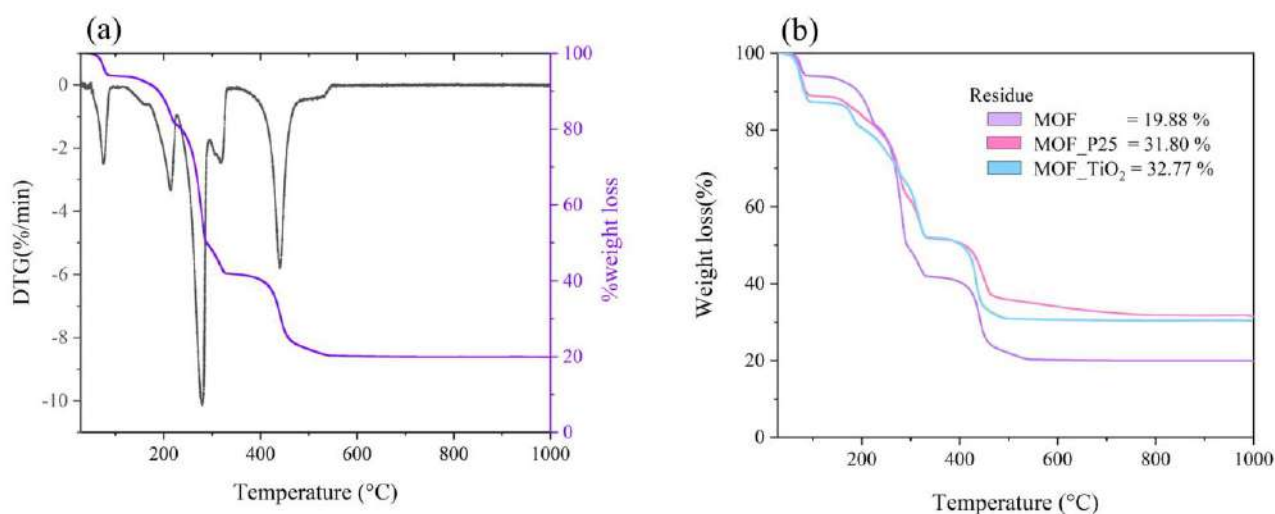 (a)
0
-2
-4
-6
-8
-10
DTG(%/min)
100
80
60
40
20
0
%weight loss
200
400
600
800
1000
Temperature (°C)
(b)
100
80
60
40
20
0
Weight loss(%)
Residue
MOF = 19.88 %
MOF_P25 = 31.80 %
MOF_TiO₂ = 32.77 %
200
400
600
800
1000
Temperature (°C)